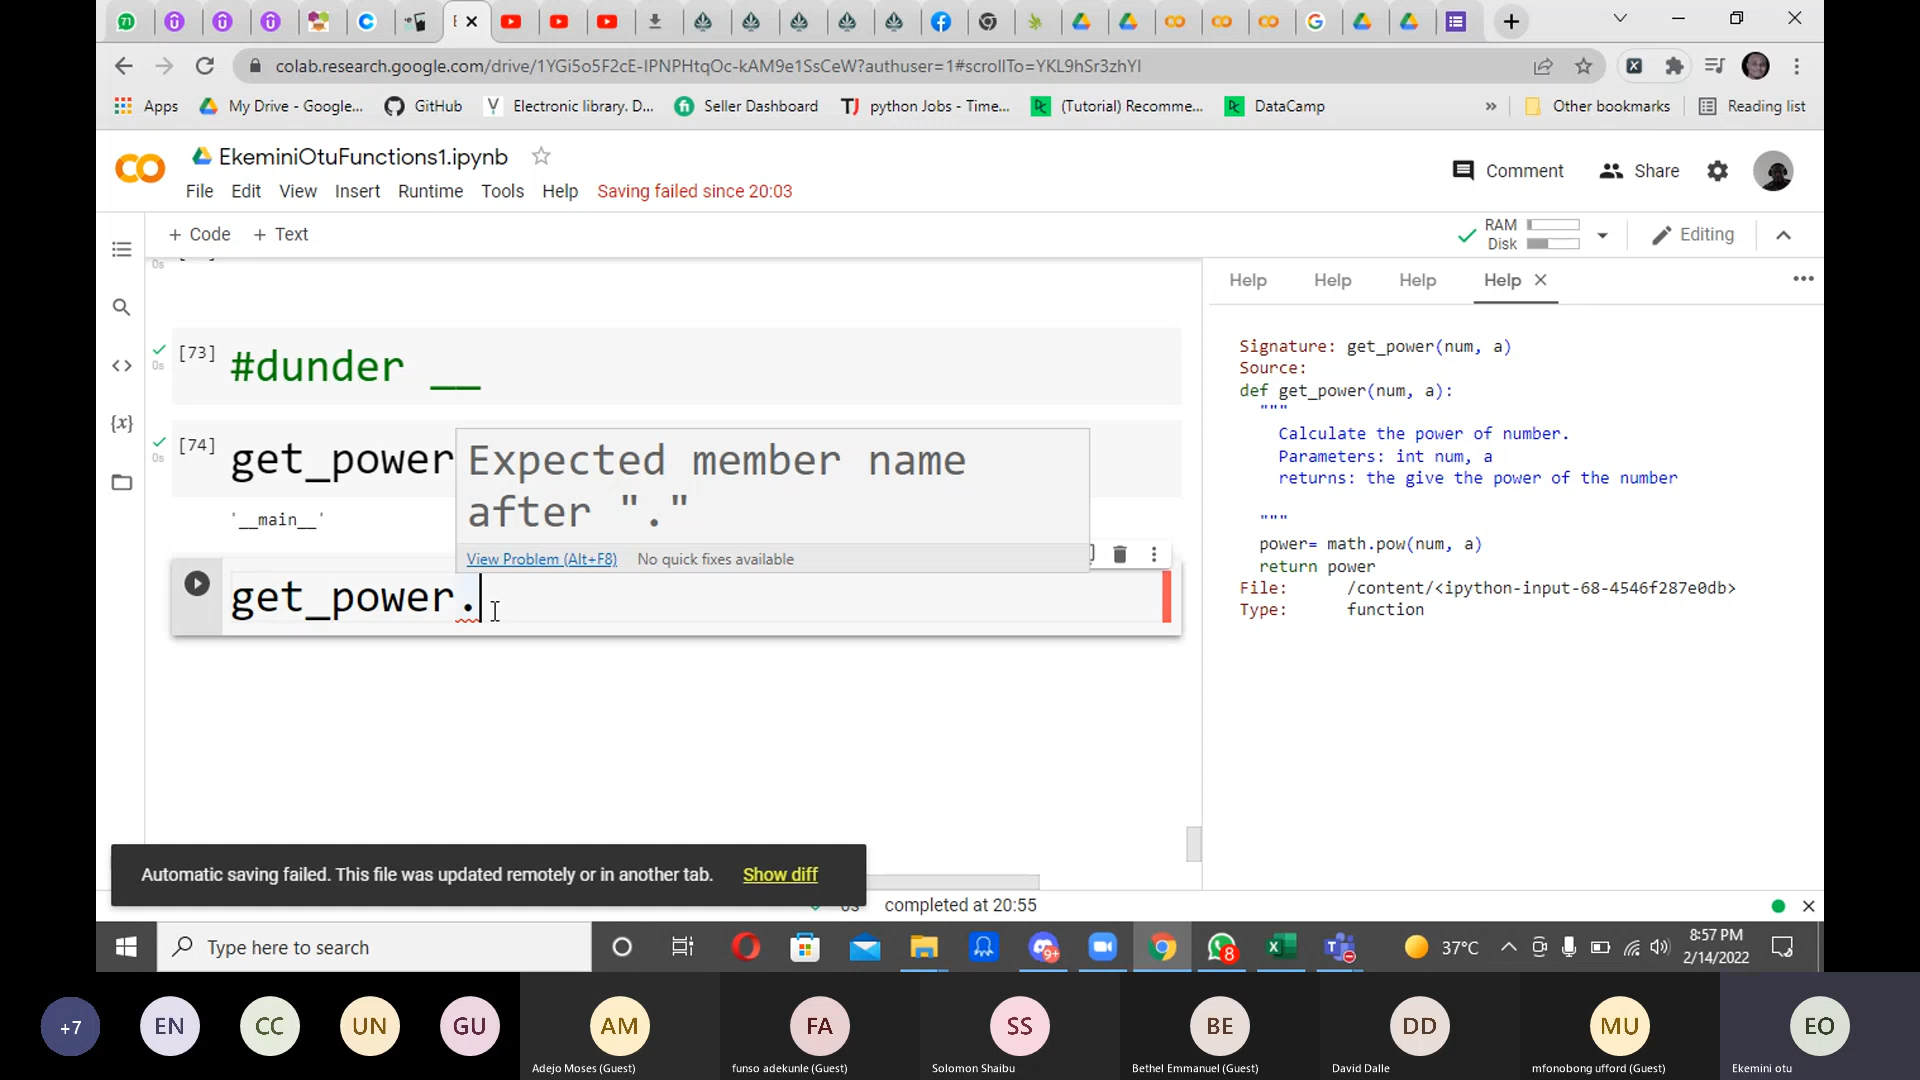 colab.research.google.com/drive/1YGi5o5F2cE-IPNPHtqOc-kAM9e1SsCeW?authuser=1#scrollTo=YKL9hSr3zhYI
Apps
My Drive - Google...
GitHub
Electronic library. D...
Seller Dashboard
python Jobs - Time...
(Tutorial) Recomme...
DataCamp
»
Other bookmarks
Reading list
EkeminiOtuFunctions1.ipynb
Comment
Share
File Edit View Insert Runtime Tools Help Saving failed since 20:03
+ Code + Text
RAM
Disk
Editing
0s
Help Help Help Help
[73] #dunder __
0s
[74] get_power
0s
'__main__'
Expected member name
after "."
View Problem (Alt+F8) No quick fixes available
get_power.
Signature: get_power(num, a)
Source:
def get_power(num, a):
"""
Calculate the power of number.
Parameters: int num, a
returns: the give the power of the number
"""
power= math.pow(num, a)
return power
File: /content/<ipython-input-68-4546f287e0db>
Type: function
Automatic saving failed. This file was updated remotely or in another tab. Show diff
completed at 20:55
Type here to search
9+
8
37°C
8:57 PM
2/14/2022
+7
EN
CC
UN
GU
AM
FA
SS
BE
DD
MU
EO
Adejo Moses (Guest)
funso adekunle (Guest)
Solomon Shaibu
Bethel Emmanuel (Guest)
David Dalle
mfonobong ufford (Guest)
Ekemini otu